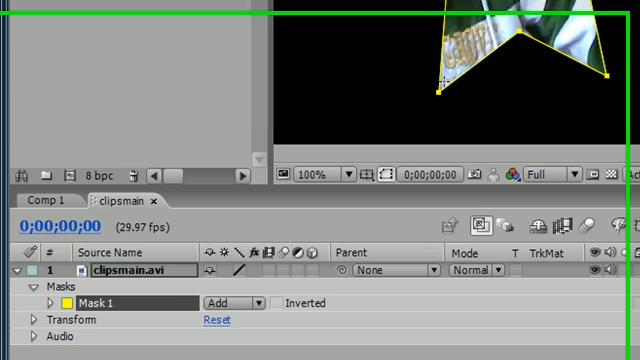 8 bpc
100%
0;00;00;00
Full
Comp 1
clipsmain
0;00;00;00
(29.97 fps)
#
Source Name
Parent
Mode
T
TrkMat
1
clipsmain.avi
None
Normal
Masks
Mask 1
Add
Inverted
Transform
Reset
Audio